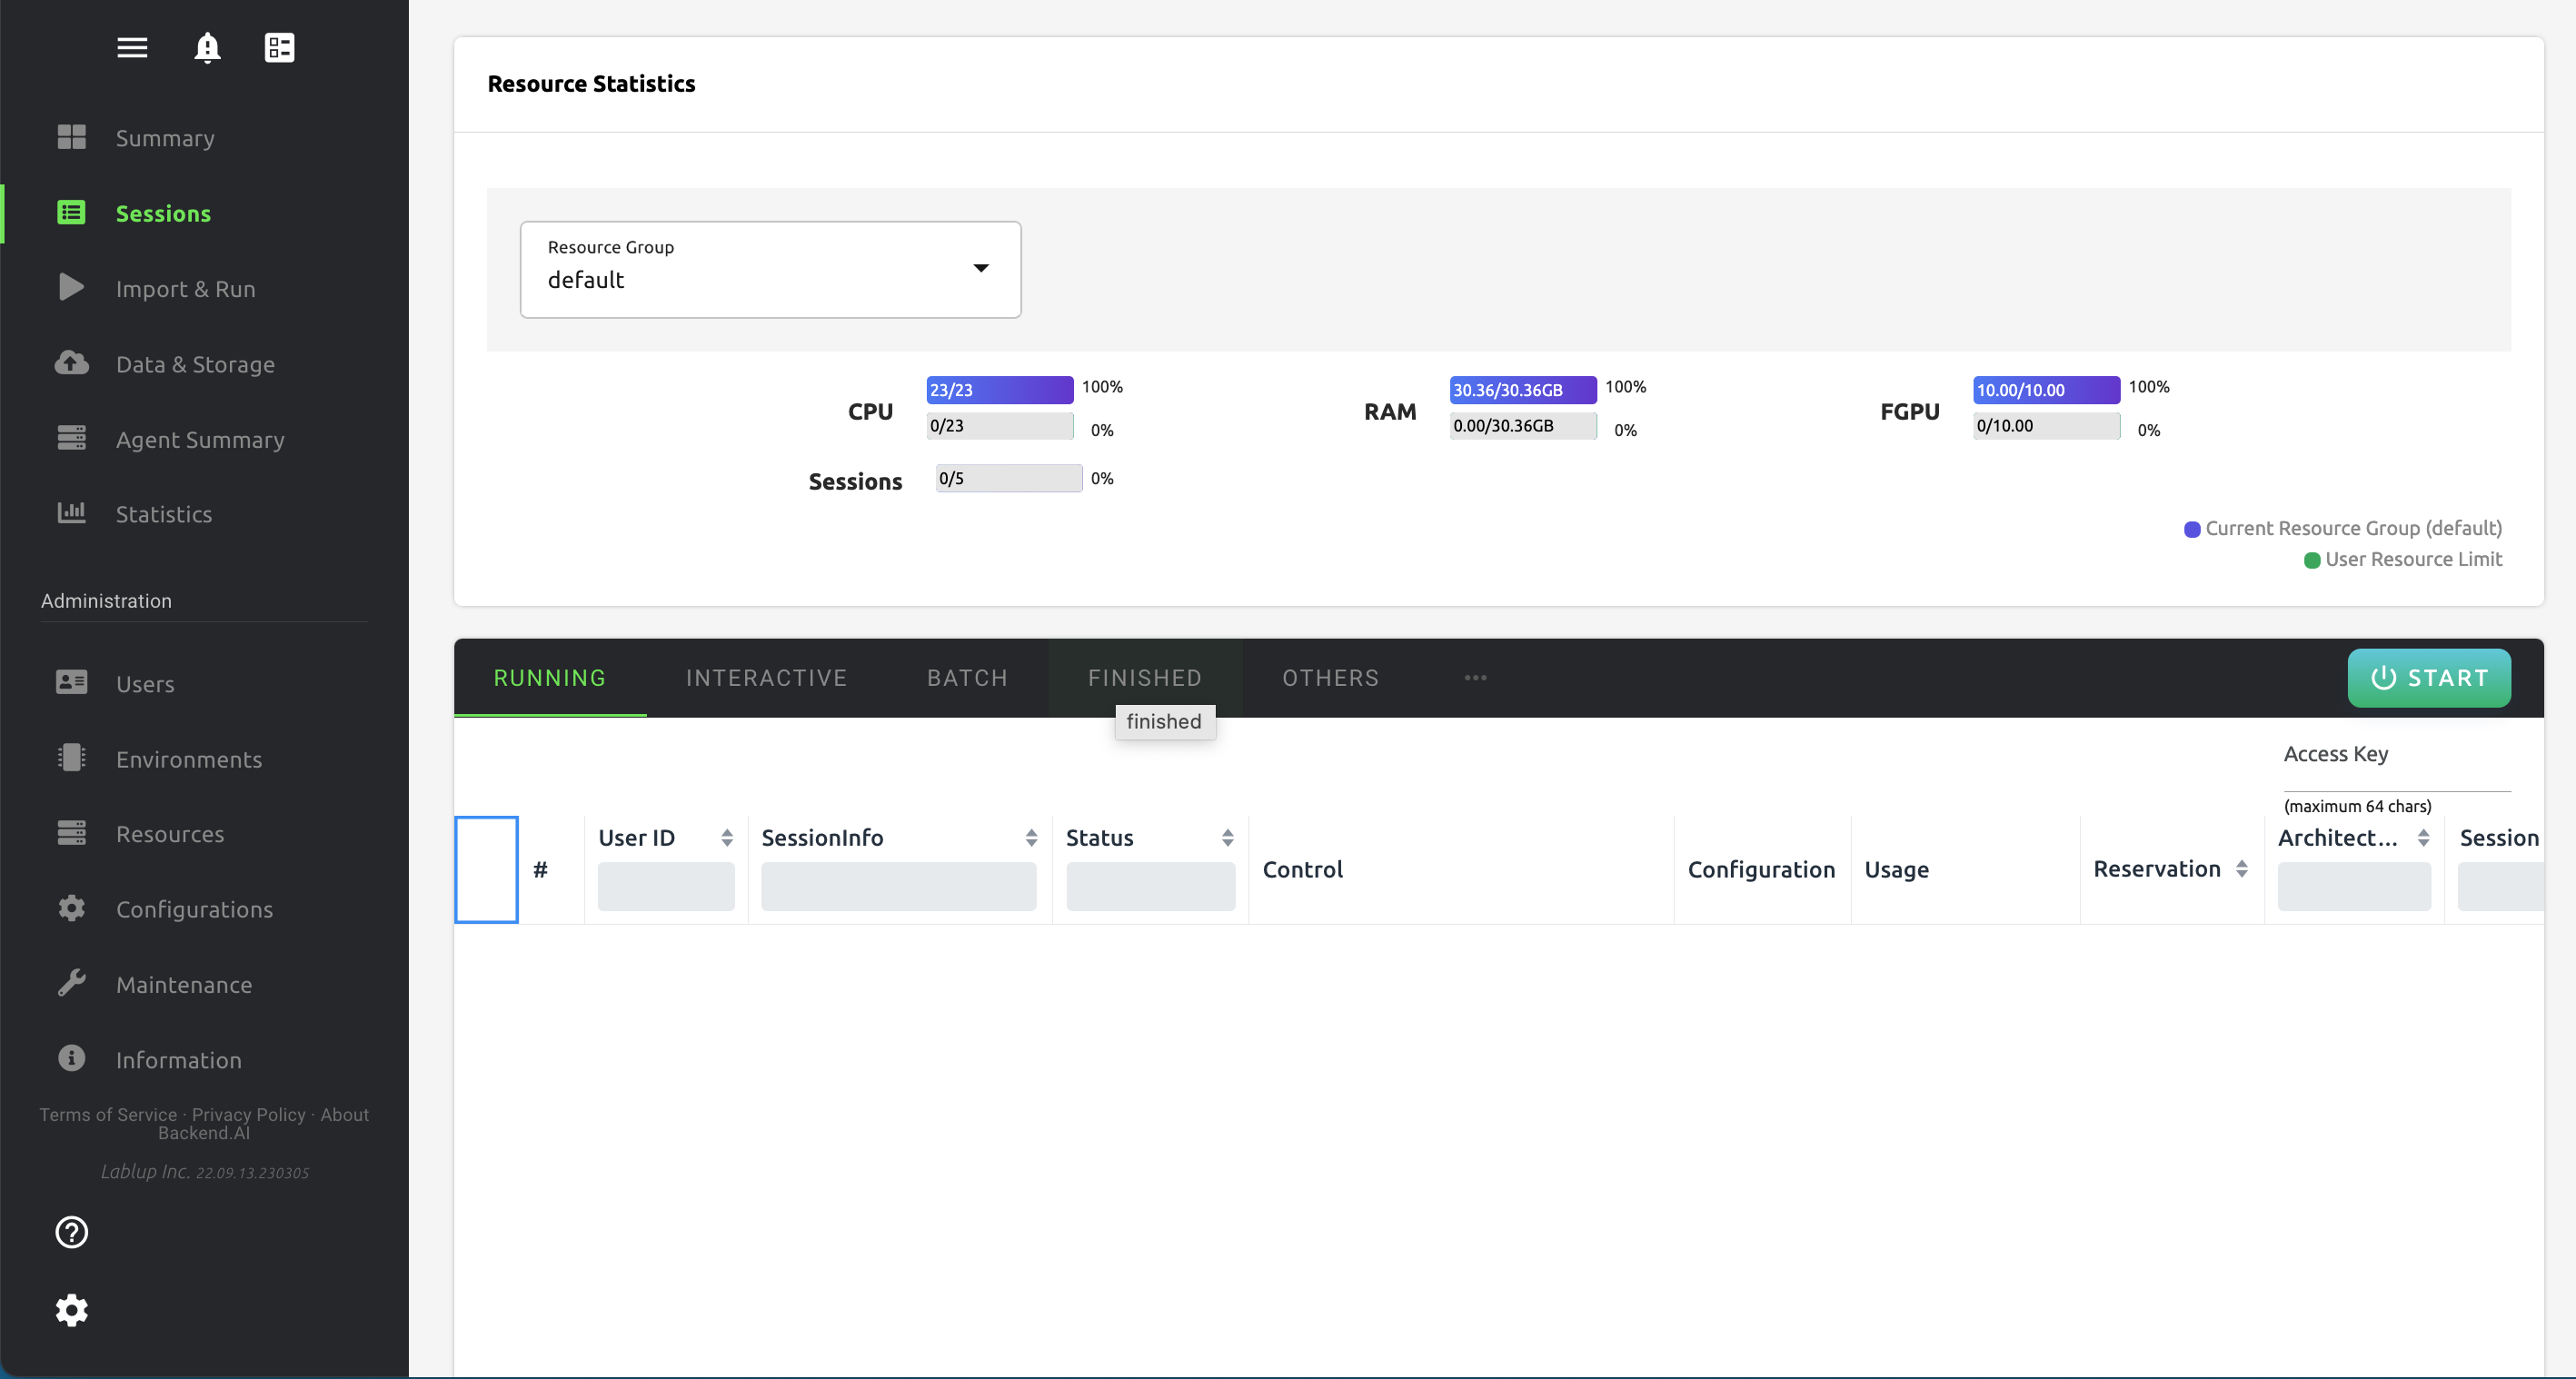 Summary
Sessions
Import & Run
Data & Storage
Agent Summary
Statistics
Administration
Users
Environments
Resources
Configurations
Maintenance
Information
Terms of Service · Privacy Policy · About
Backend.AI
Lablup Inc. 22.09.13.230305
Resource Statistics
Resource Group
default
CPU
23/23 100%
0/23 0%
RAM
30.36/30.36GB 100%
0.00/30.36GB 0%
FGPU
10.00/10.00 100%
0/10.00 0%
Sessions 0/5 0%
Current Resource Group (default)
User Resource Limit
RUNNING INTERACTIVE BATCH FINISHED OTHERS ••• START
finished
Access Key
(maximum 64 chars)
# User ID SessionInfo Status Control Configuration Usage Reservation Architect... Session